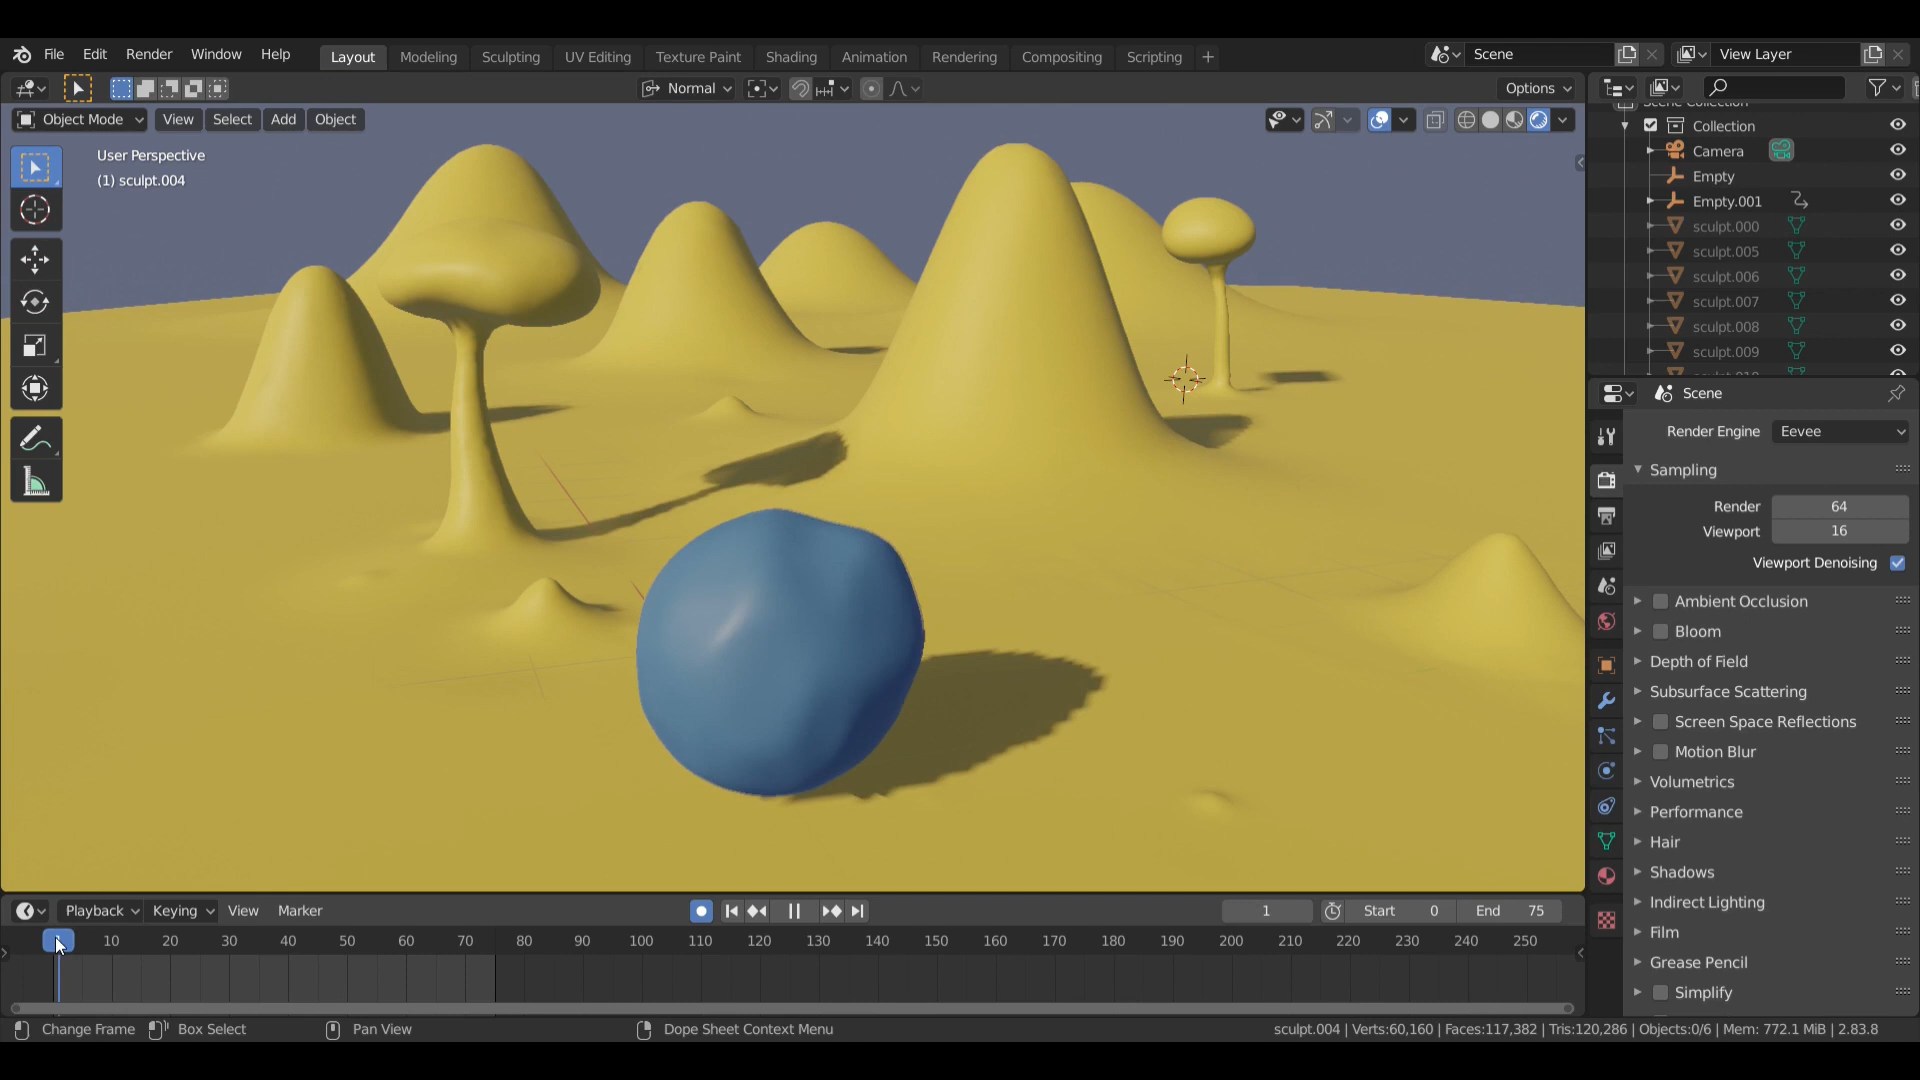 File Edit Render Window Help Layout Modeling Sculpting UV Editing Texture Paint Shading Animation Rendering Compositing Scripting +
Scene View Layer
Normal Options
Object Mode View Select Add Object
User Perspective
(1) sculpt.004
Scene Collection
Collection
Camera
Empty
Empty.001
sculpt.000
sculpt.005
sculpt.006
sculpt.007
sculpt.008
sculpt.009
Scene
Render Engine Eevee
Sampling
Render 64
Viewport 16
Viewport Denoising
Ambient Occlusion
Bloom
Depth of Field
Subsurface Scattering
Screen Space Reflections
Motion Blur
Volumetrics
Performance
Hair
Shadows
Indirect Lighting
Film
Grease Pencil
Simplify
Playback Keying View Marker 1 Start 0 End 75
10 20 30 40 50 60 70 80 90 100 110 120 130 140 150 160 170 180 190 200 210 220 230 240 250
Change Frame Box Select Pan View Dope Sheet Context Menu sculpt.004 | Verts:60,160 | Faces:117,382 | Tris:120,286 | Objects:0/6 | Mem: 772.1 MiB | 2.83.8